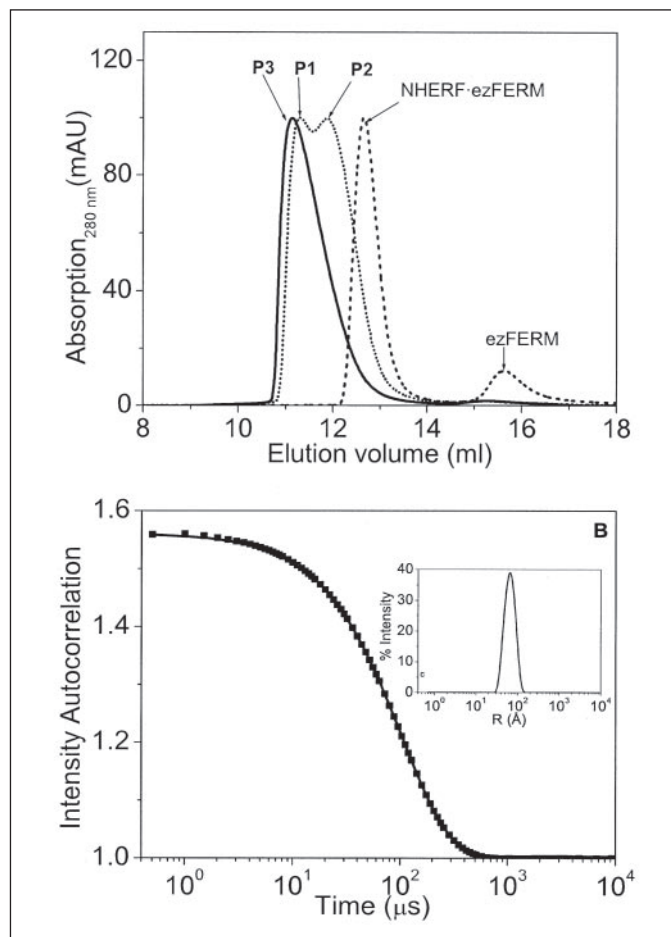 120
80
40
0
P3 P1 P2
NHERF·ezFERM
ezFERM
Absorption280 nm(mAU)
8 10 12 14 16 18
Elution volume (ml)
B
1.6
1.4
1.2
1.0
Intensity Autocorrelation
40
30
20
10
0
% Intensity
10⁰ 10¹ 10² 10³ 10⁴
R (Å)
10⁰ 10¹ 10² 10³ 10⁴
Time (μs)